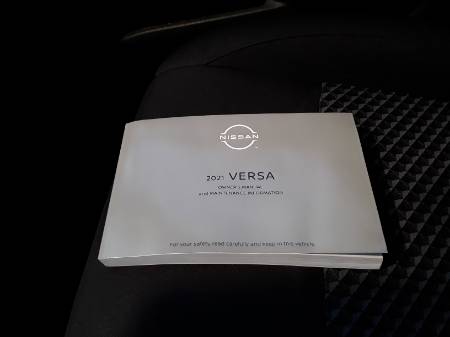 NISSAN
2021 VERSA
OWNER'S MANUAL
and MAINTENANCE INFORMATION
For your safety, read carefully and keep in this vehicle.